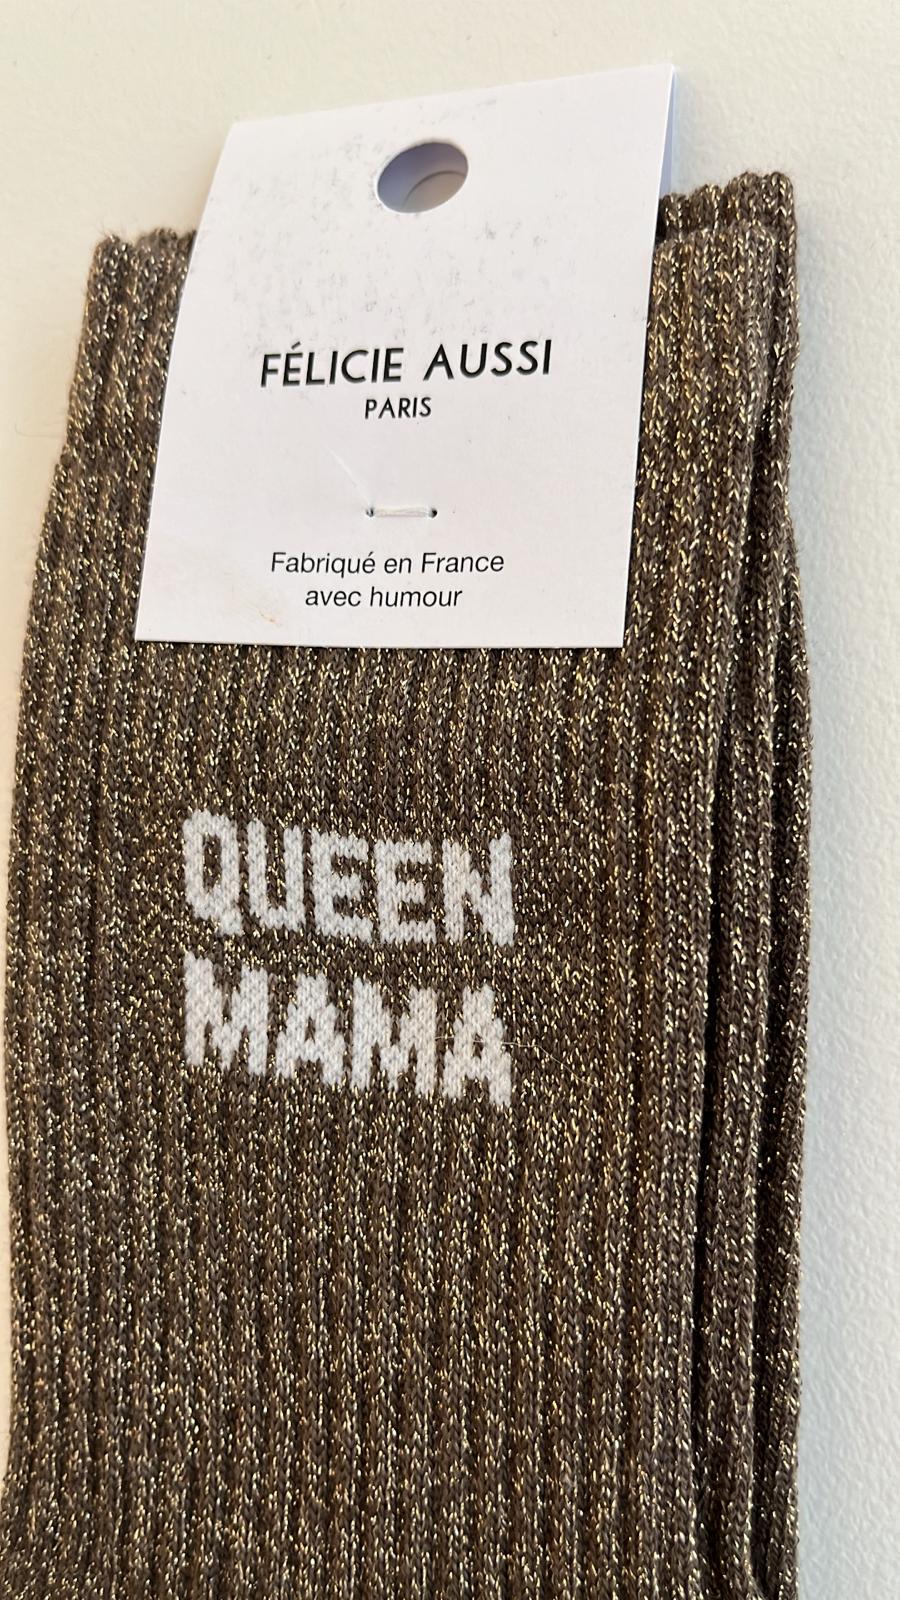 FÉLICIE AUSSI
PARIS
Fabriqué en France
avec humour
QUEEN
MAMA